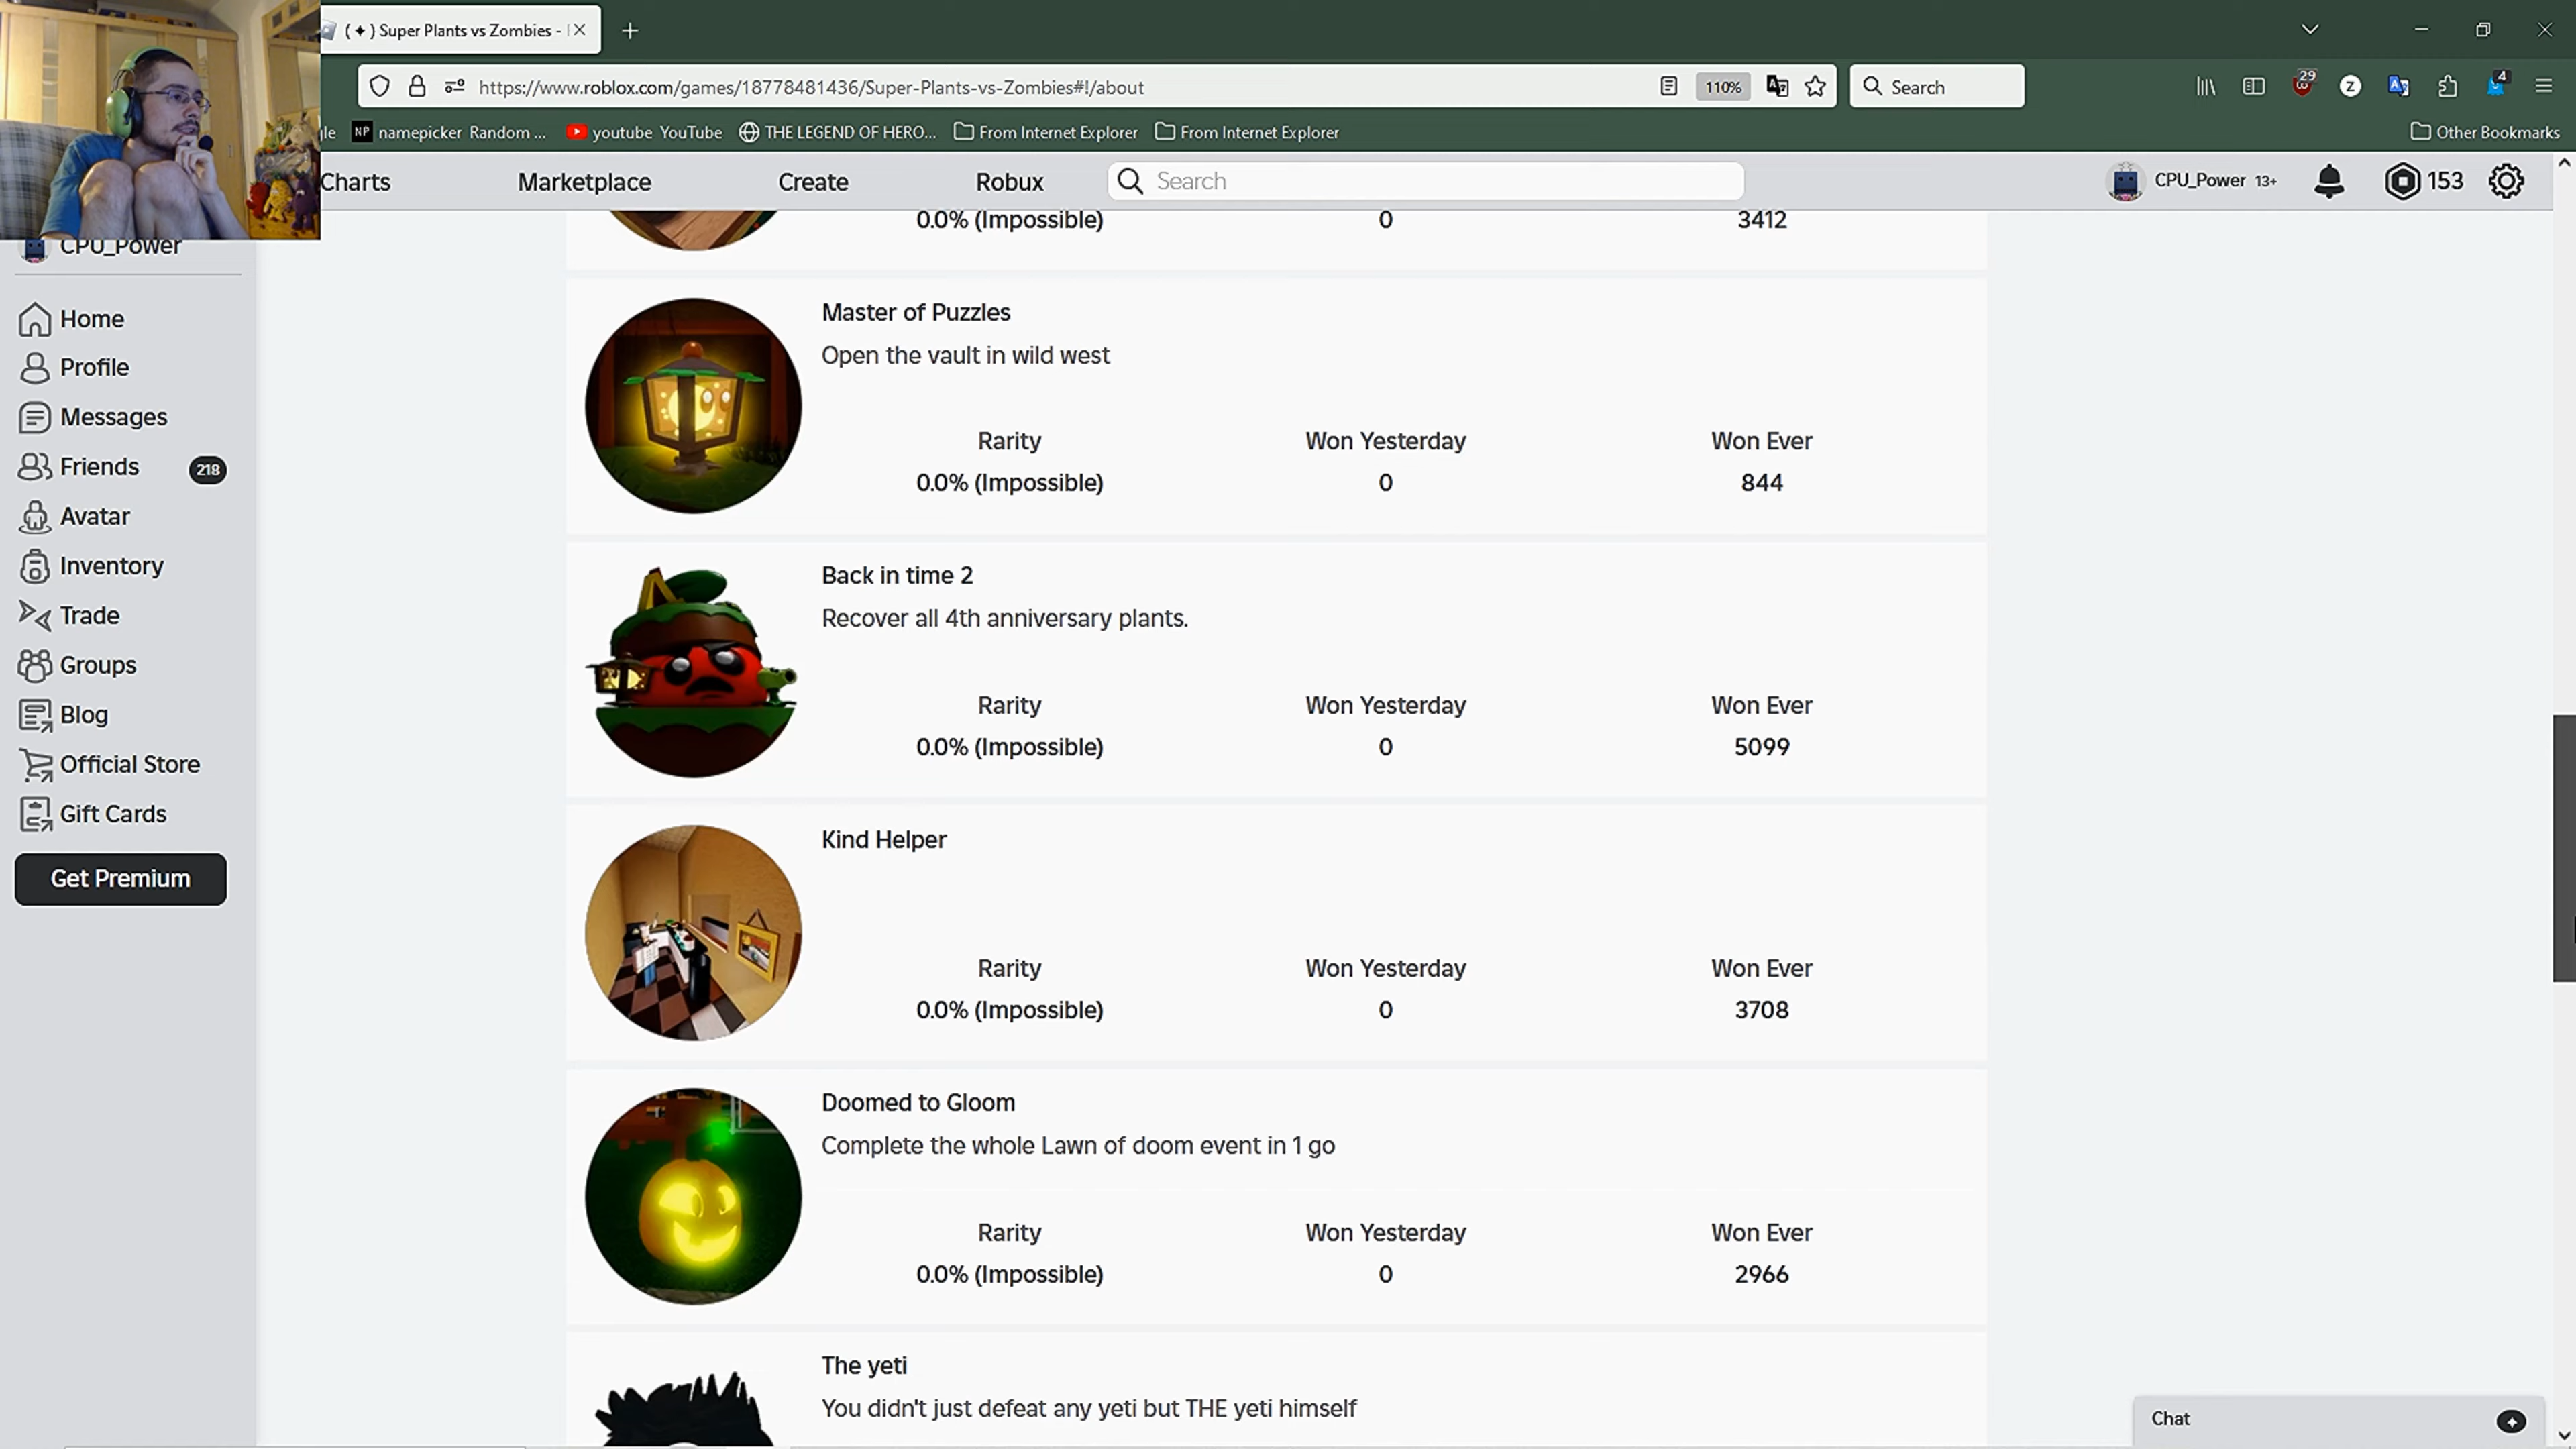 ( ✦ ) Super Plants vs Zombies -
https://www.roblox.com/games/18778481436/Super-Plants-vs-Zombies#!/about
110%
Search
29
4
namepicker Random ...
youtube YouTube
THE LEGEND OF HERO...
From Internet Explorer
From Internet Explorer
Other Bookmarks
Charts
Marketplace
Create
Robux
Search
CPU_Power 13+
153
CPU_Power
Home
Profile
Messages
Friends 218
Avatar
Inventory
Trade
Groups
Blog
Official Store
Gift Cards
Get Premium
0.0% (Impossible) 0 3412
Master of Puzzles
Open the vault in wild west
Rarity Won Yesterday Won Ever
0.0% (Impossible) 0 844
Back in time 2
Recover all 4th anniversary plants.
Rarity Won Yesterday Won Ever
0.0% (Impossible) 0 5099
Kind Helper
Rarity Won Yesterday Won Ever
0.0% (Impossible) 0 3708
Doomed to Gloom
Complete the whole Lawn of doom event in 1 go
Rarity Won Yesterday Won Ever
0.0% (Impossible) 0 2966
The yeti
You didn't just defeat any yeti but THE yeti himself
Chat